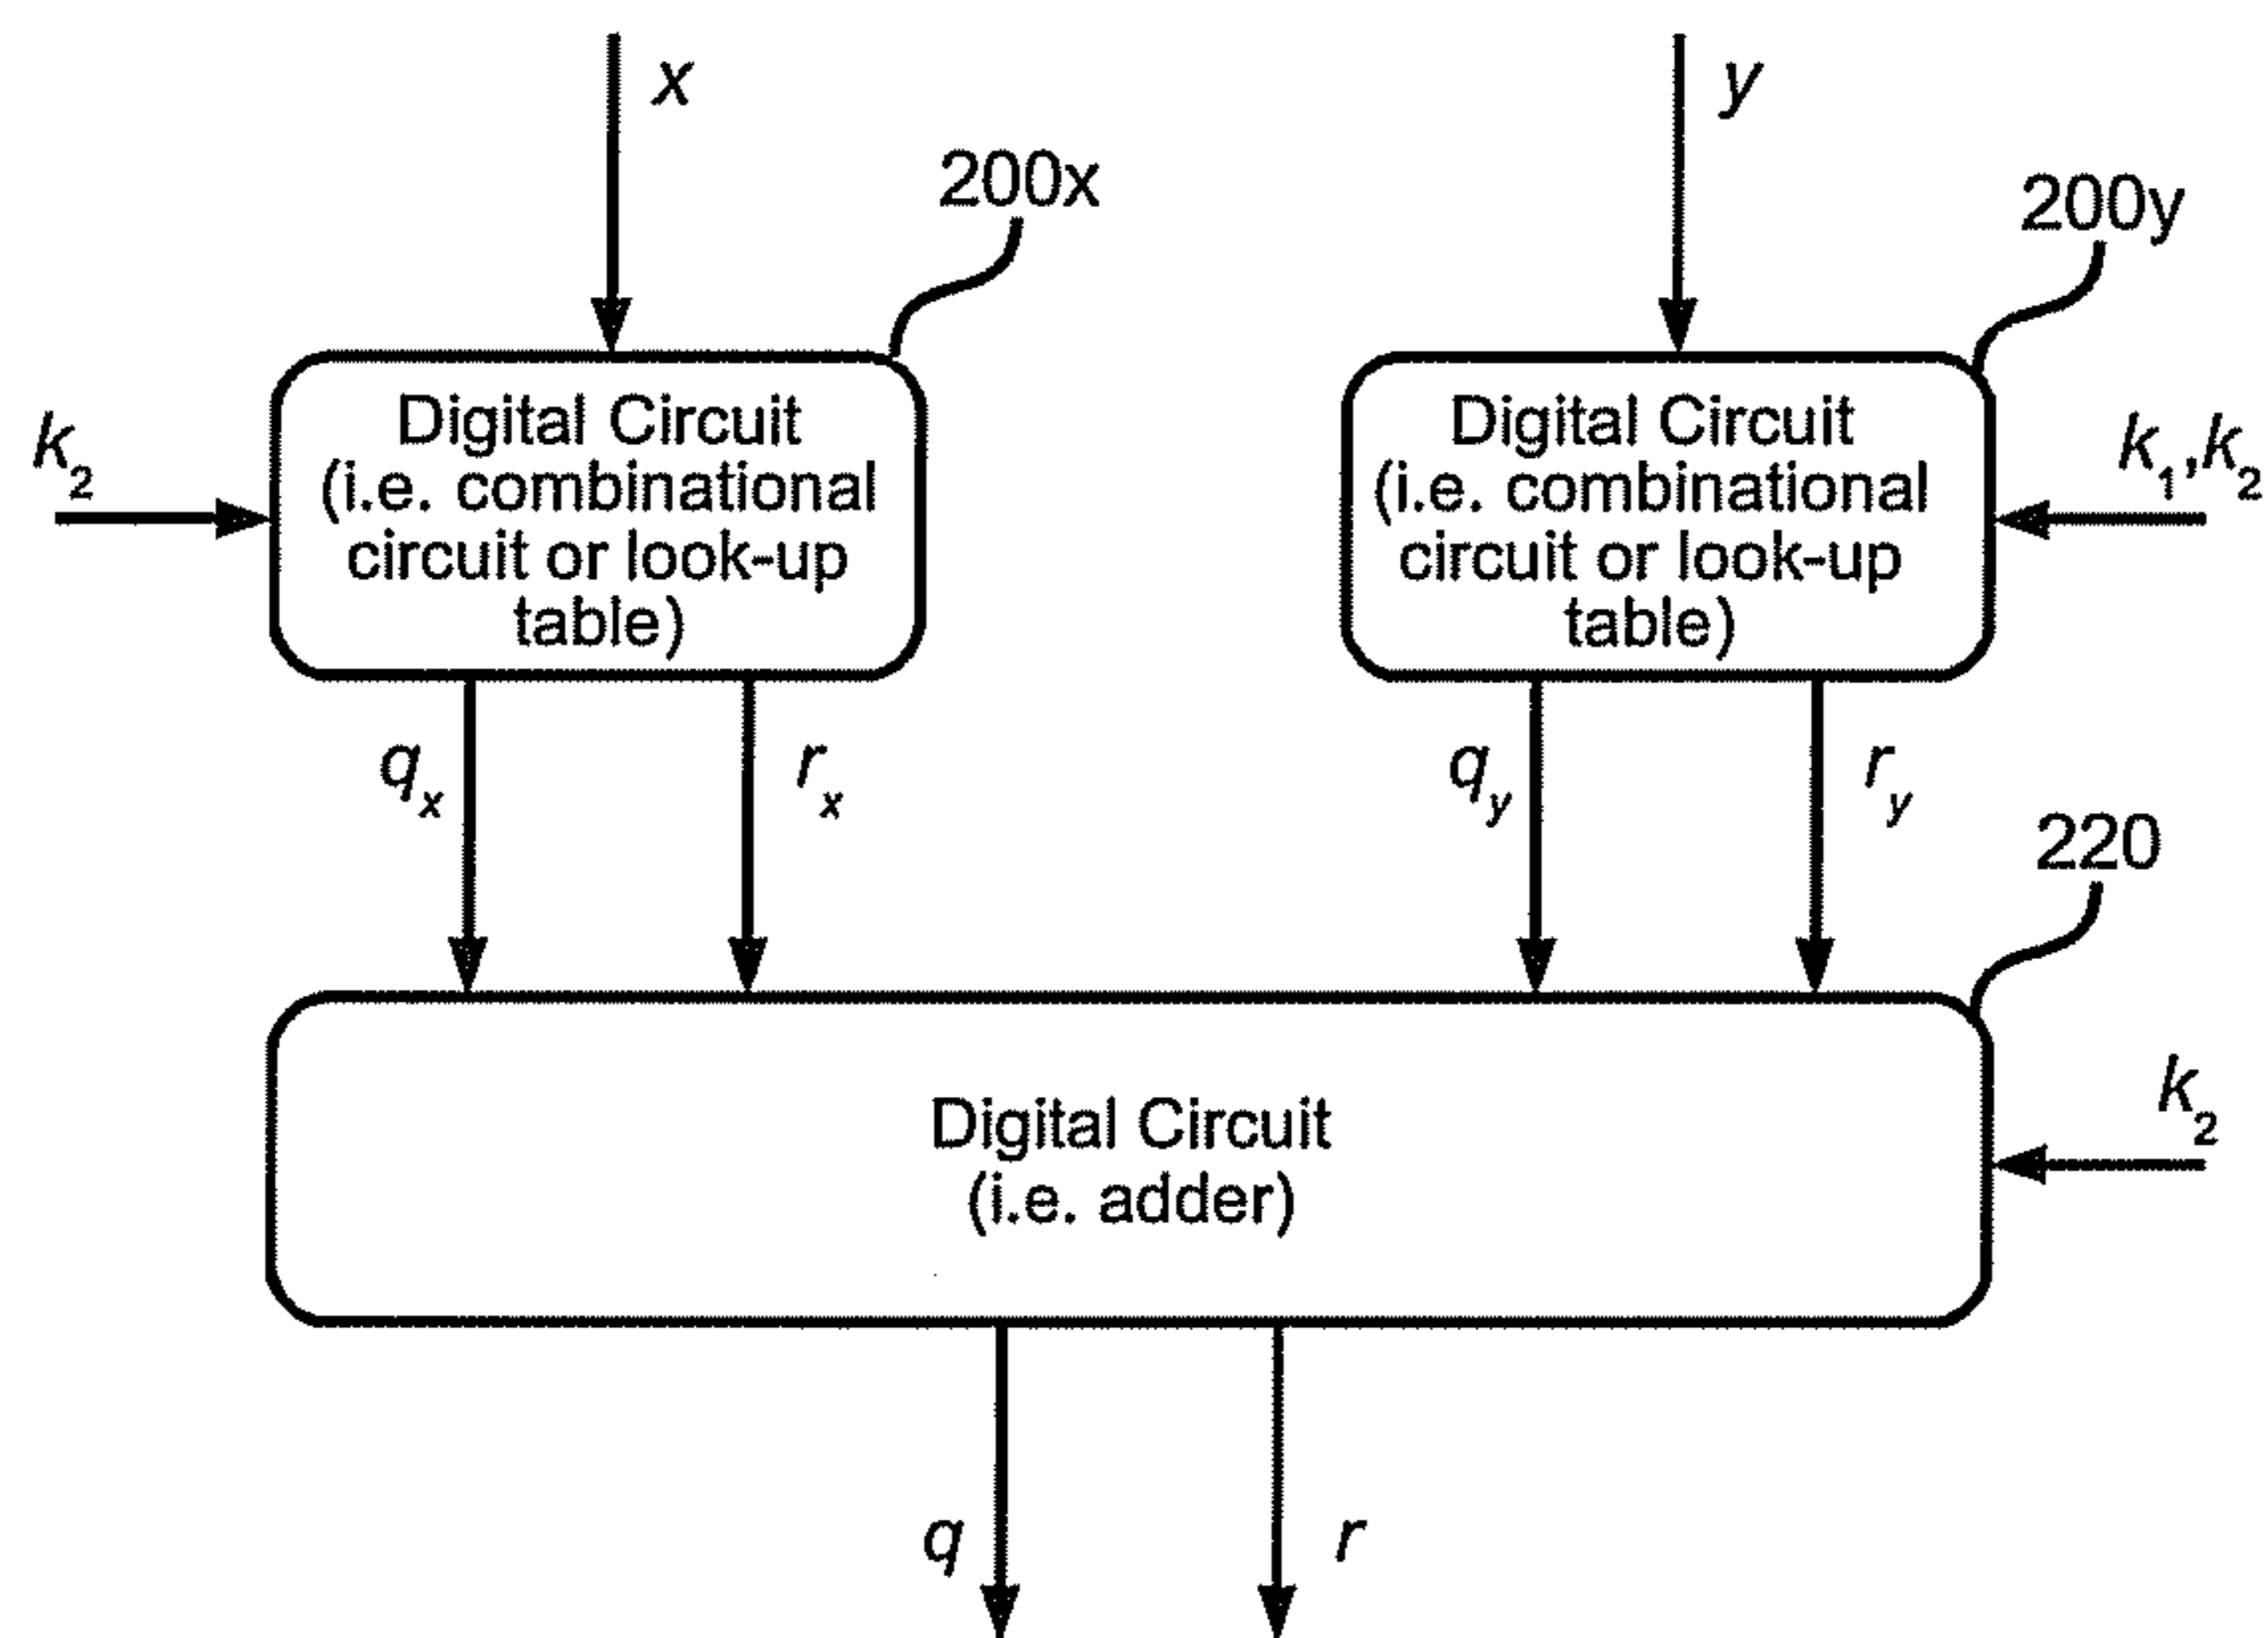 x
y
200x
200y
Digital Circuit
(i.e. combinational
circuit or look-up
table)
k2
Digital Circuit
(i.e. combinational
circuit or look-up
table)
k1,k2
qx
rx
qy
ry
220
Digital Circuit
(i.e. adder)
k2
q
r